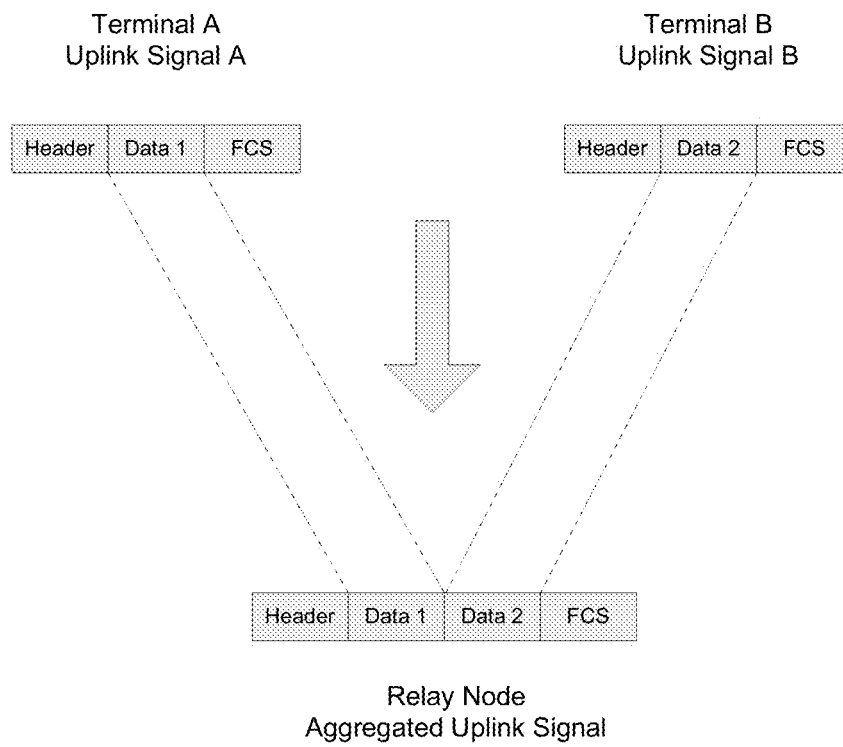 Terminal A
Uplink Signal A
Terminal B
Uplink Signal B
Header Data 1 FCS
Header Data 2 FCS
Header Data 1 Data 2 FCS
Relay Node
Aggregated Uplink Signal